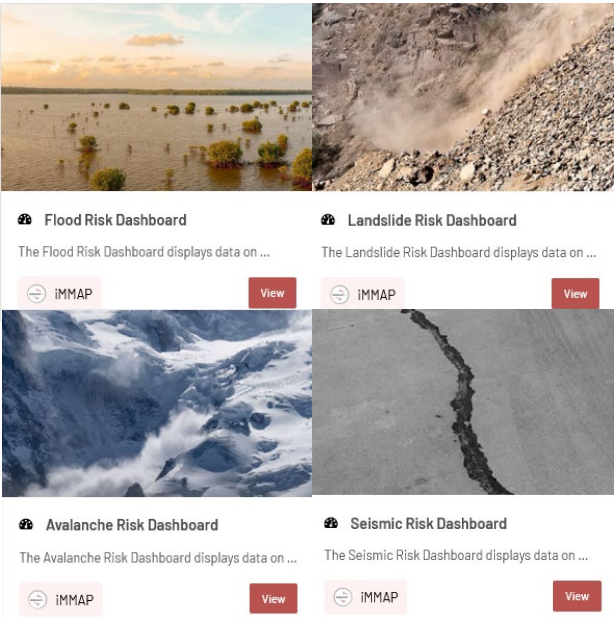 Flood Risk Dashboard
The Flood Risk Dashboard displays data on ...
iMMAP
View
Landslide Risk Dashboard
The Landslide Risk Dashboard displays data on ...
iMMAP
View
Avalanche Risk Dashboard
The Avalanche Risk Dashboard displays data on ...
iMMAP
View
Seismic Risk Dashboard
The Seismic Risk Dashboard displays data on ...
iMMAP
View